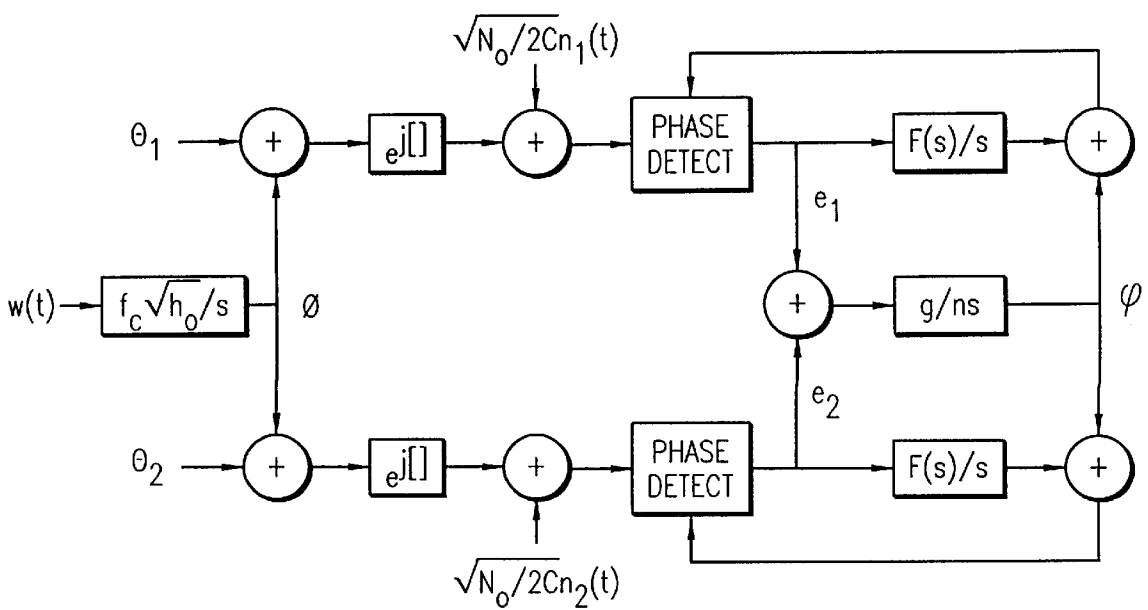 √N₀/2Cn₁(t)
θ₁
+
e^j[]
+
PHASE
DETECT
F(s)/s
+
e₁
w(t)
f_c√h₀/s
Ø
+
g/ns
φ
e₂
θ₂
+
e^j[]
+
PHASE
DETECT
F(s)/s
+
√N₀/2Cn₂(t)